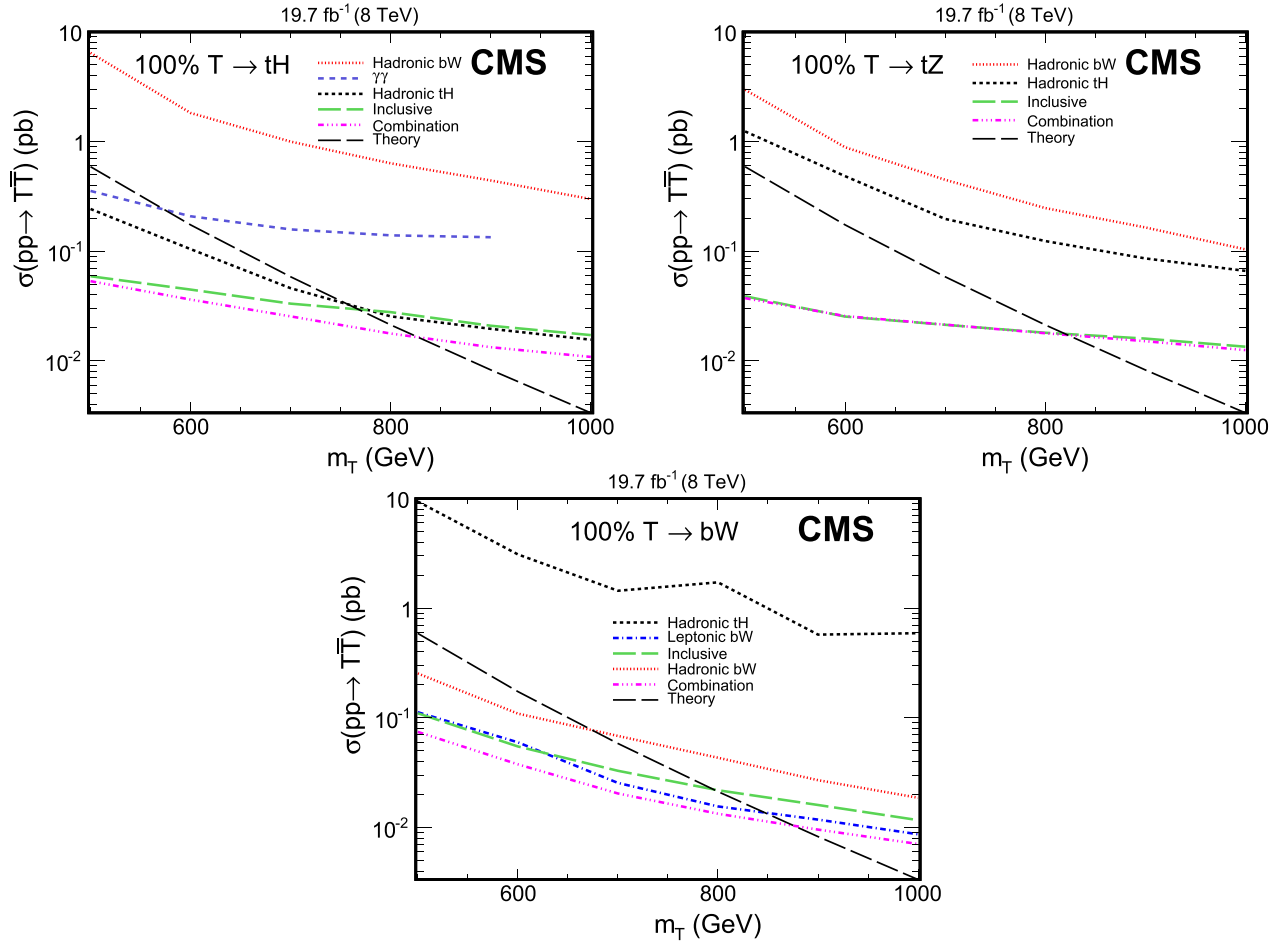 19.7 fb⁻¹ (8 TeV)
100% T → tH
CMS
Hadronic bW
γγ
Hadronic tH
Inclusive
Combination
Theory
σ(pp→ TT̅) (pb)
10
1
10⁻¹
10⁻²
600
800
1000
m_T (GeV)
19.7 fb⁻¹ (8 TeV)
100% T → tZ
CMS
Hadronic bW
Hadronic tH
Inclusive
Combination
Theory
σ(pp→ TT̅) (pb)
10
1
10⁻¹
10⁻²
600
800
1000
m_T (GeV)
19.7 fb⁻¹ (8 TeV)
100% T → bW
CMS
Hadronic tH
Leptonic bW
Inclusive
Hadronic bW
Combination
Theory
σ(pp→ TT̅) (pb)
10
1
10⁻¹
10⁻²
600
800
1000
m_T (GeV)